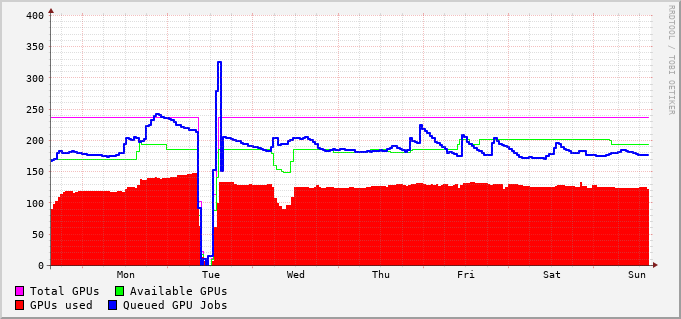 400
350
300
250
200
150
100
50
0
Mon Tue Wed Thu Fri Sat Sun
Total GPUs Available GPUs
GPUs used Queued GPU Jobs
RRDTOOL / TOBI OETIKER